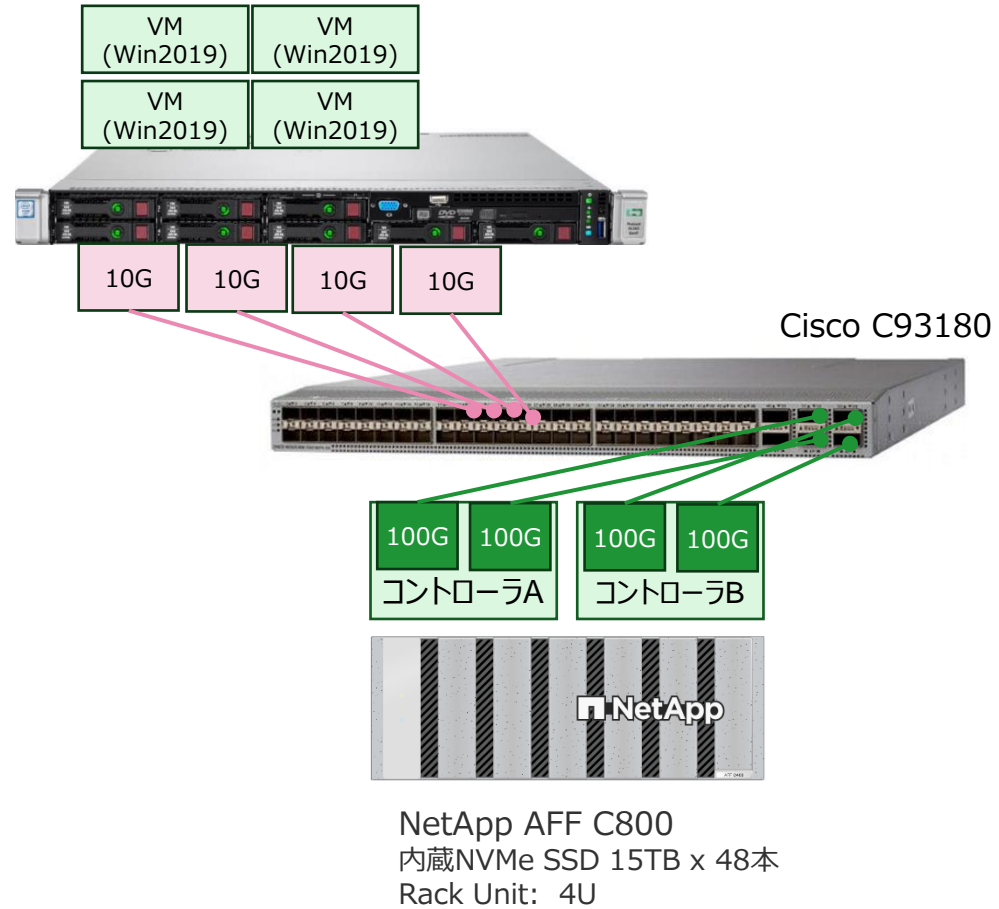 VM
(Win2019)
VM
(Win2019)
VM
(Win2019)
VM
(Win2019)
10G
10G
10G
10G
Cisco C93180
100G
100G
100G
100G
コントローラA
コントローラB
NetApp
NetApp AFF C800
内蔵NVMe SSD 15TB x 48本
Rack Unit: 4U